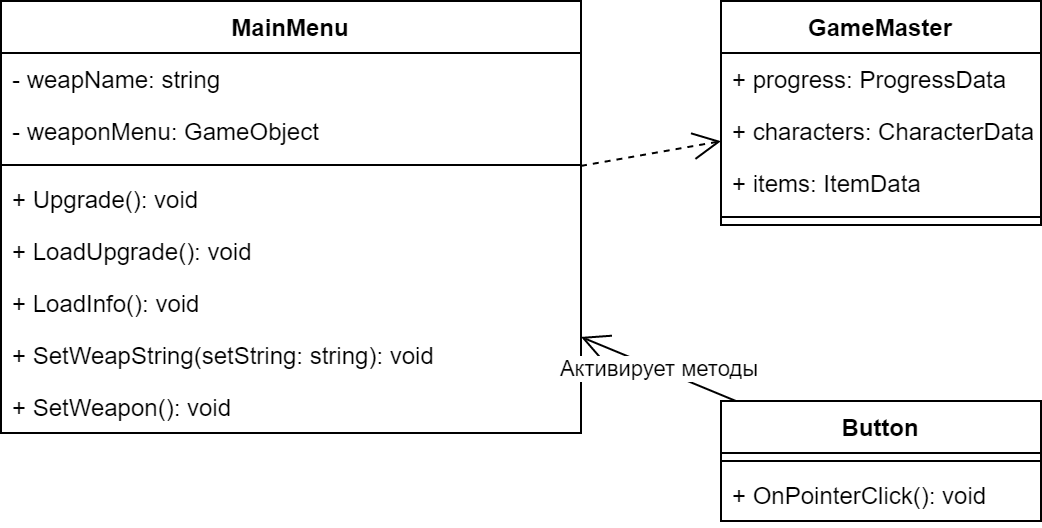 MainMenu
- weapName: string
- weaponMenu: GameObject
+ Upgrade(): void
+ LoadUpgrade(): void
+ LoadInfo(): void
+ SetWeapString(setString: string): void
+ SetWeapon(): void
GameMaster
+ progress: ProgressData
+ characters: CharacterData
+ items: ItemData
Активирует методы
Button
+ OnPointerClick(): void